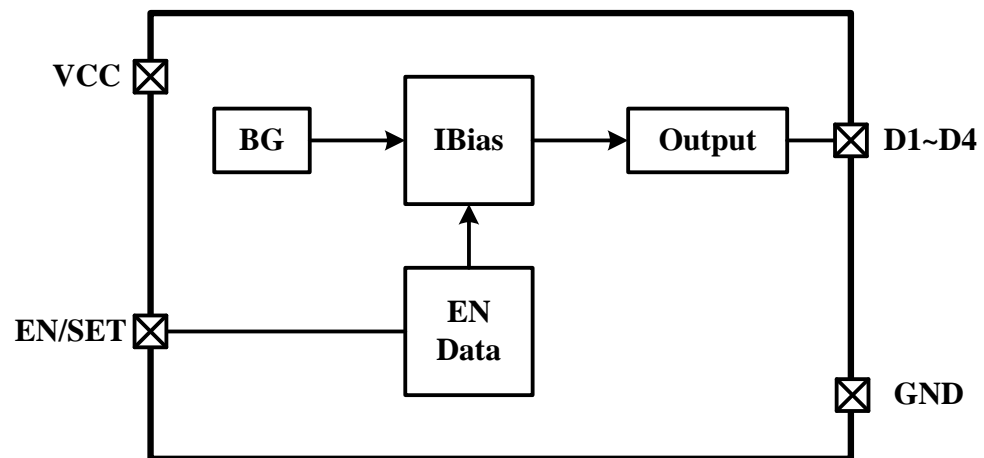 VCC
BG
IBias
Output
D1~D4
EN/SET
EN
Data
GND